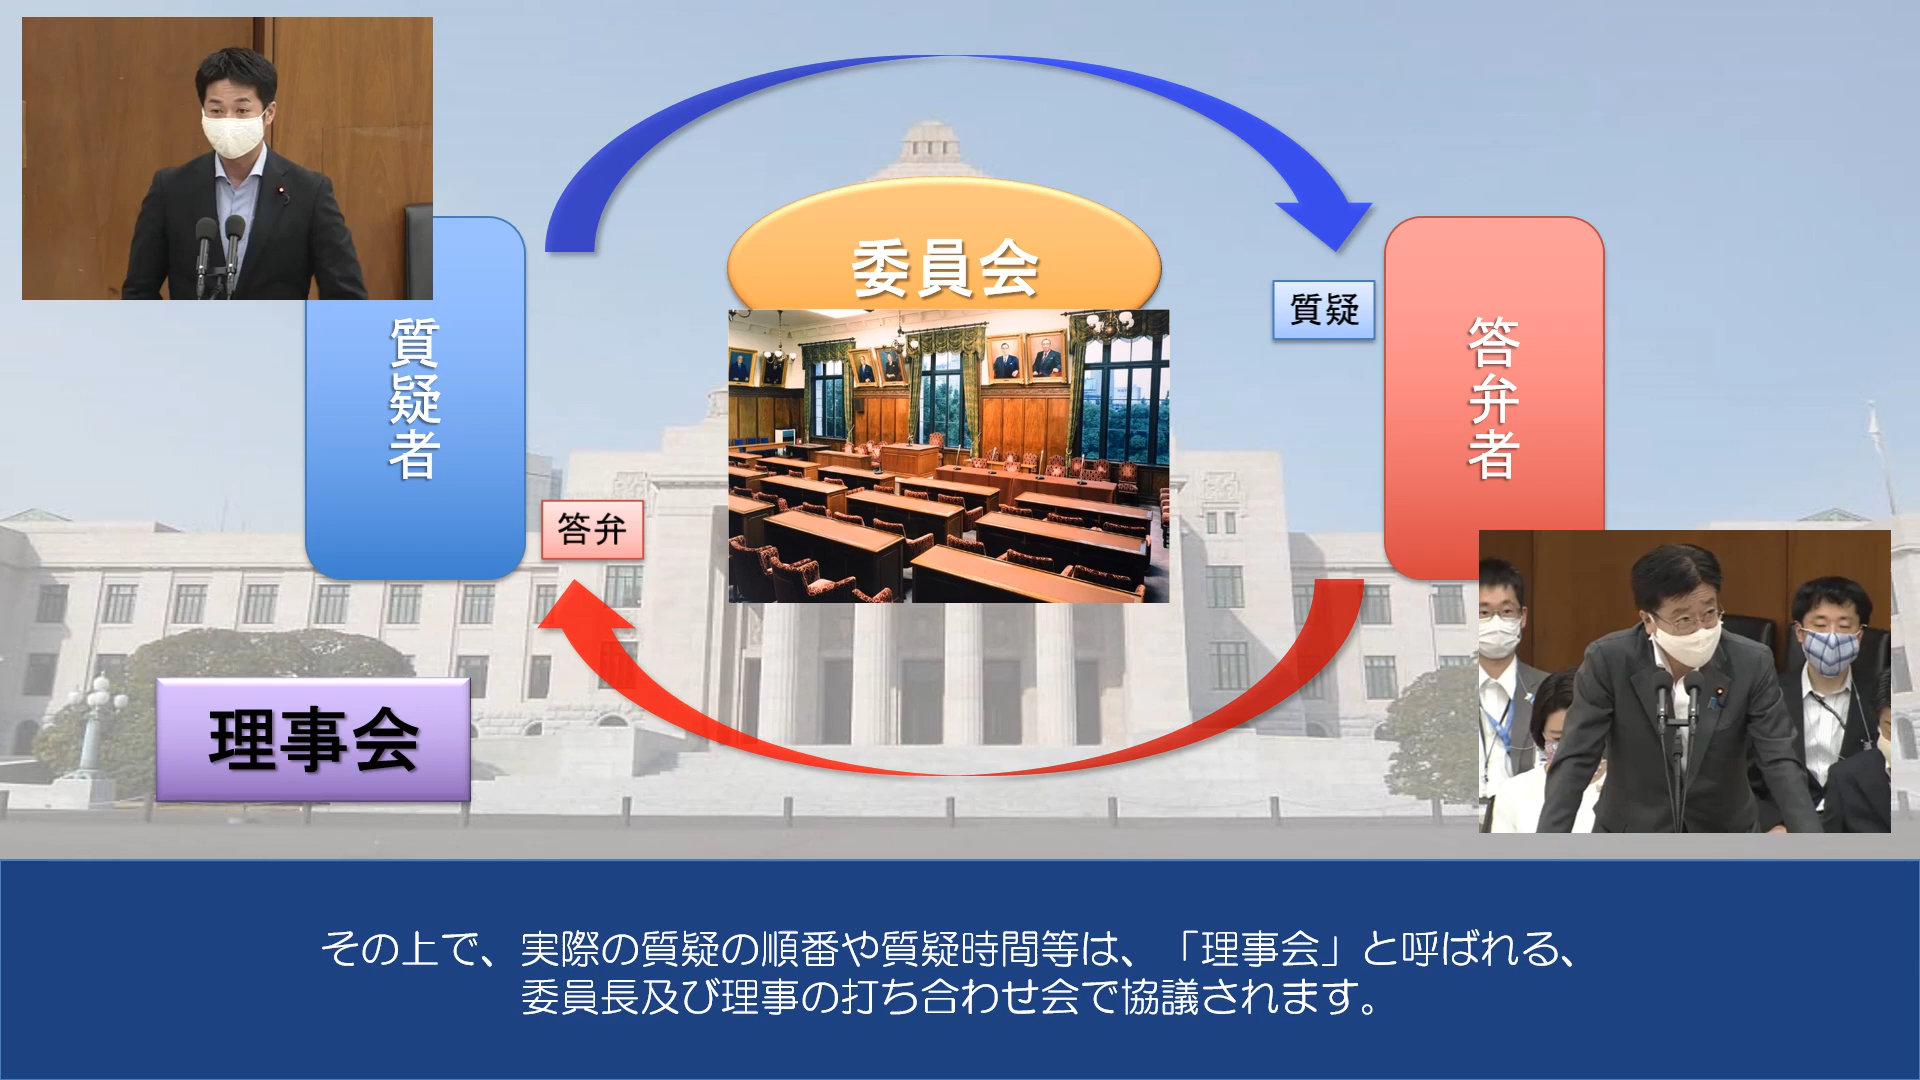 委員会
質疑
質疑者
答弁者
答弁
理事会
その上で、実際の質疑の順番や質疑時間等は、「理事会」と呼ばれる、
委員長及び理事の打ち合わせ会で協議されます。